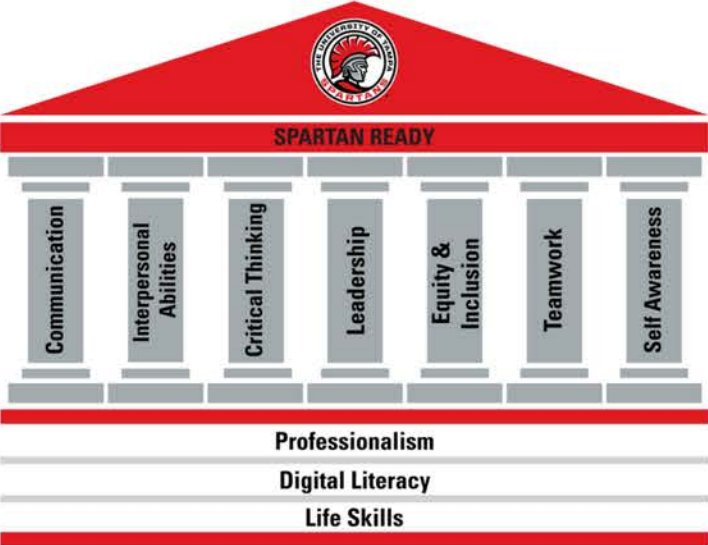 THE UNIVERSITY OF TAMPA
SPARTANS
SPARTAN READY
Communication
Interpersonal
Abilities
Critical Thinking
Leadership
Equity &
Inclusion
Teamwork
Self Awareness
Professionalism
Digital Literacy
Life Skills